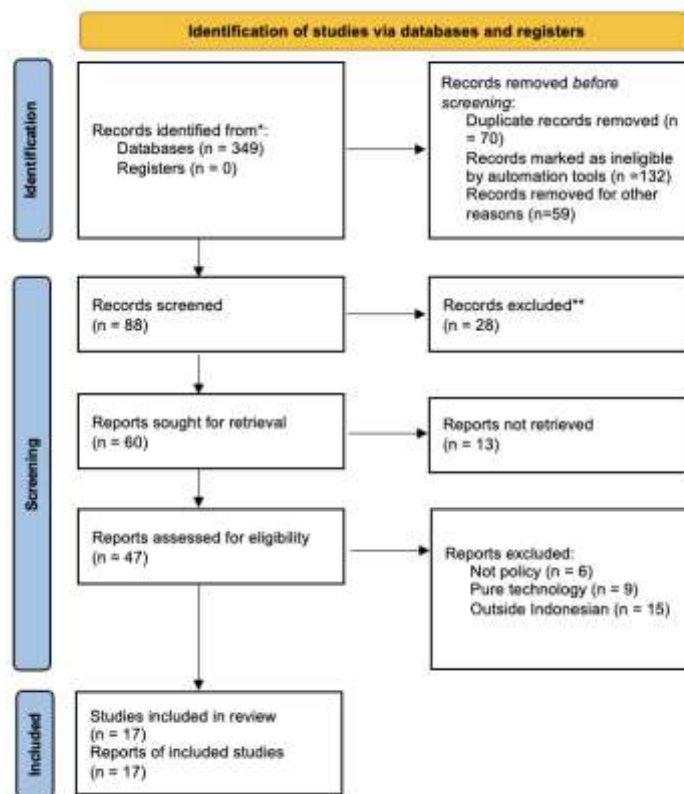 Identification of studies via databases and registers
Identification
Records identified from*:
Databases (n = 349)
Registers (n = 0)
Records removed before
screening:
Duplicate records removed (n
= 70)
Records marked as ineligible
by automation tools (n =132)
Records removed for other
reasons (n=59)
Screening
Records screened
(n = 88)
Records excluded**
(n = 28)
Reports sought for retrieval
(n = 60)
Reports not retrieved
(n = 13)
Reports assessed for eligibility
(n = 47)
Reports excluded:
Not policy (n = 6)
Pure technology (n = 9)
Outside Indonesian (n = 15)
Included
Studies included in review
(n = 17)
Reports of included studies
(n = 17)